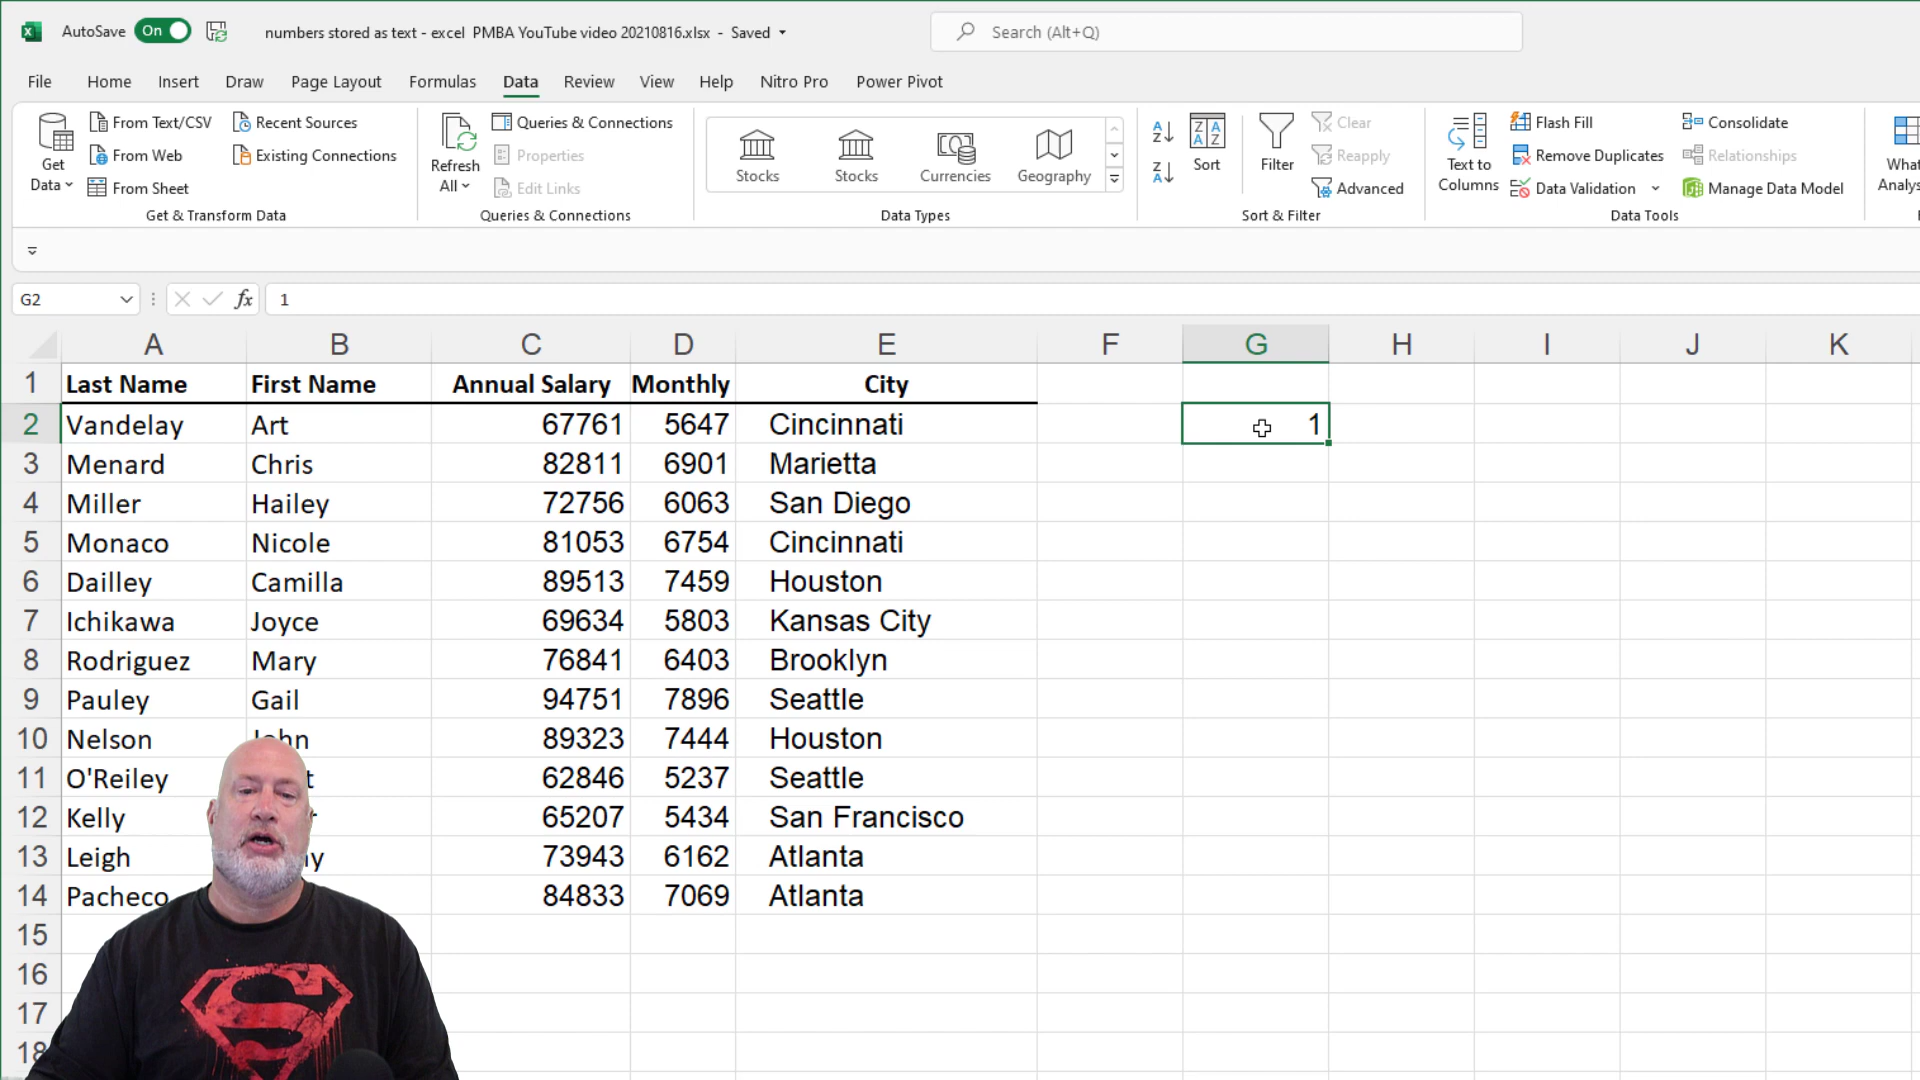 AutoSave On numbers stored as text - excel PMBA YouTube video 20210816.xlsx - Saved Search (Alt+Q)
File Home Insert Draw Page Layout Formulas Data Review View Help Nitro Pro Power Pivot
Get Data
From Text/CSV
From Web
From Sheet
Recent Sources
Existing Connections
Get & Transform Data
Refresh All
Queries & Connections
Properties
Edit Links
Queries & Connections
Stocks Stocks Currencies Geography
Data Types
Sort
Filter
Clear
Reapply
Advanced
Sort & Filter
Text to Columns
Flash Fill
Remove Duplicates
Data Validation
Consolidate
Relationships
Manage Data Model
Data Tools
G2 fx 1
A B C D E F G H I J K
1 Last Name First Name Annual Salary Monthly City
2 Vandelay Art 67761 5647 Cincinnati 1
3 Menard Chris 82811 6901 Marietta
4 Miller Hailey 72756 6063 San Diego
5 Monaco Nicole 81053 6754 Cincinnati
6 Dailley Camilla 89513 7459 Houston
7 Ichikawa Joyce 69634 5803 Kansas City
8 Rodriguez Mary 76841 6403 Brooklyn
9 Pauley Gail 94751 7896 Seattle
10 Nelson John 89323 7444 Houston
11 O'Reiley 62846 5237 Seattle
12 Kelly 65207 5434 San Francisco
13 Leigh 73943 6162 Atlanta
14 Pacheco 84833 7069 Atlanta
15
16
17
18